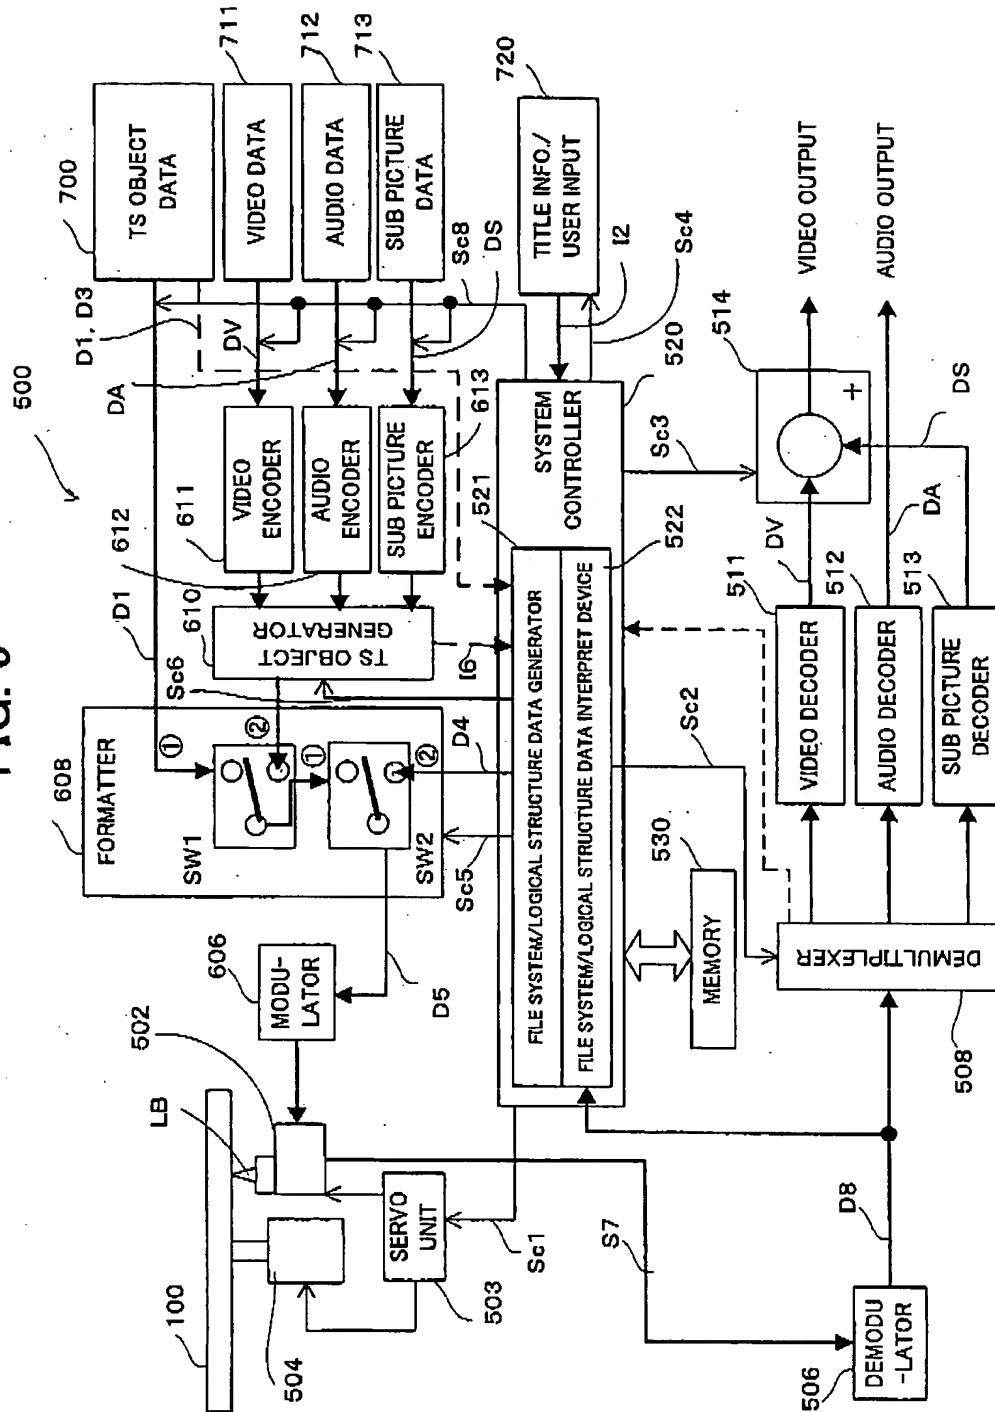 500
700
TS OBJECT
DATA
711
VIDEO DATA
712
AUDIO DATA
713
SUB PICTURE
DATA
D1, D3
DV
DA
DS
Sc8
720
TITLE INFO./
USER INPUT
I2
Sc4
611
VIDEO
ENCODER
612
AUDIO
ENCODER
613
SUB PICTURE
ENCODER
D1
610
TS OBJECT
GENERATOR
Sc6
I6
608
FORMATTER
①
②
SW1
①
②
SW2
D4
Sc5
D5
606
MODU-
LATOR
502
LB
100
504
SERVO
UNIT
503
Sc1
S7
520
SYSTEM
CONTROLLER
521
FILE SYSTEM/LOGICAL STRUCTURE DATA GENERATOR
522
FILE SYSTEM/LOGICAL STRUCTURE DATA INTERPRET DEVICE
530
MEMORY
Sc2
Sc3
514
+
VIDEO OUTPUT
AUDIO OUTPUT
DS
DV
DA
511
VIDEO DECODER
512
AUDIO DECODER
513
SUB PICTURE
DECODER
DEMULTIPLEXER
508
D8
DEMODU
-LATOR
506